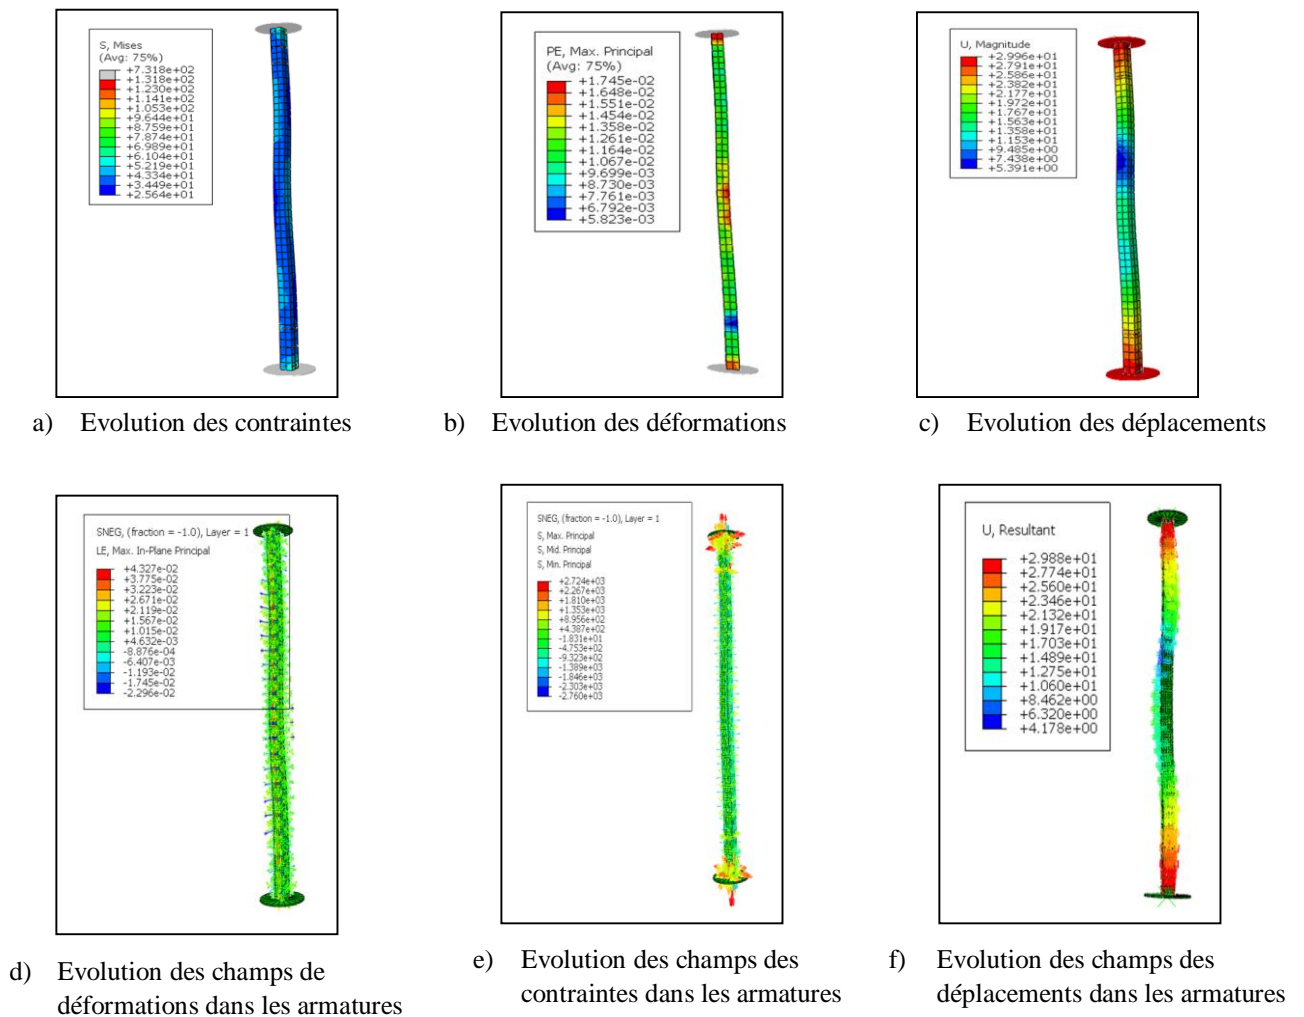 S, Mises
(Avg: 75%)
+7.318e+02
+1.318e+02
+1.230e+02
+1.141e+02
+1.053e+02
+9.644e+01
+8.759e+01
+7.874e+01
+6.989e+01
+6.104e+01
+5.219e+01
+4.334e+01
+3.449e+01
+2.564e+01
PE, Max. Principal
(Avg: 75%)
+1.745e-02
+1.648e-02
+1.551e-02
+1.454e-02
+1.358e-02
+1.261e-02
+1.164e-02
+1.067e-02
+9.699e-03
+8.730e-03
+7.761e-03
+6.792e-03
+5.823e-03
U, Magnitude
+2.996e+01
+2.791e+01
+2.586e+01
+2.382e+01
+2.177e+01
+1.972e+01
+1.767e+01
+1.563e+01
+1.358e+01
+1.153e+01
+9.485e+00
+7.438e+00
+5.391e+00
a) Evolution des contraintes
b) Evolution des déformations
c) Evolution des déplacements
SNEG, (fraction = -1.0), Layer = 1
LE, Max. In-Plane Principal
+4.327e-02
+3.775e-02
+3.223e-02
+2.671e-02
+2.119e-02
+1.567e-02
+1.015e-02
+4.632e-03
-8.876e-04
-6.407e-03
-1.193e-02
-1.745e-02
-2.296e-02
SNEG, (fraction = -1.0), Layer = 1
S, Max. Principal
S, Mid. Principal
S, Min. Principal
+2.724e+03
+2.267e+03
+1.810e+03
+1.353e+03
+8.956e+02
+4.387e+02
-1.831e+01
-4.753e+02
-9.323e+02
-1.389e+03
-1.846e+03
-2.303e+03
-2.760e+03
U, Resultant
+2.988e+01
+2.774e+01
+2.560e+01
+2.346e+01
+2.132e+01
+1.917e+01
+1.703e+01
+1.489e+01
+1.275e+01
+1.060e+01
+8.462e+00
+6.320e+00
+4.178e+00
d) Evolution des champs de
déformations dans les armatures
e) Evolution des champs des
contraintes dans les armatures
f) Evolution des champs des
déplacements dans les armatures